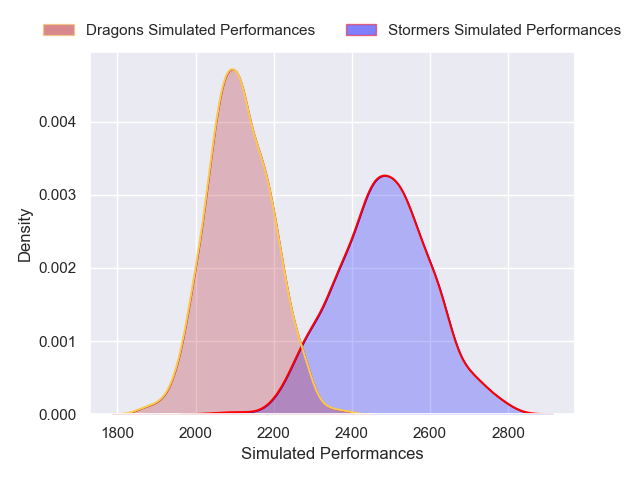 Dragons Simulated Performances Stormers Simulated Performances
0.004
0.003
0.002
0.001
0.000
Density
1800 2000 2200 2400 2600 2800
Simulated Performances